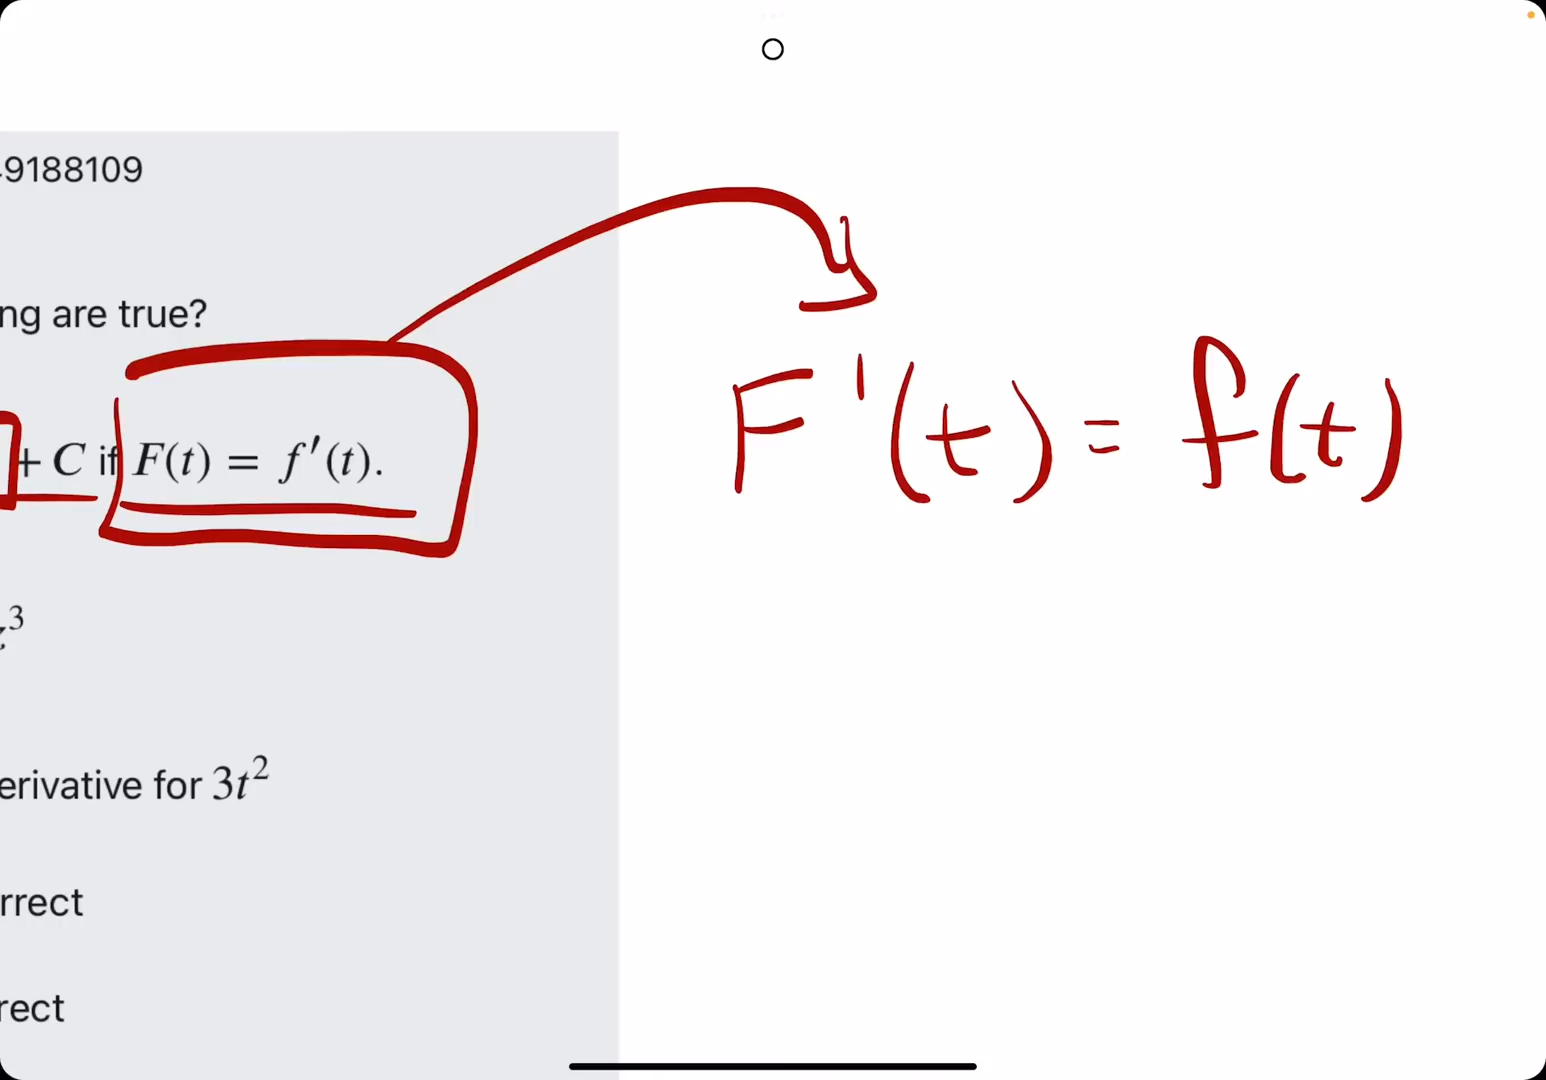 9188109
ng are true?
+ C if F(t) = f′(t).
F'(t) = f(t)
3
erivative for 3t²
rrect
rect